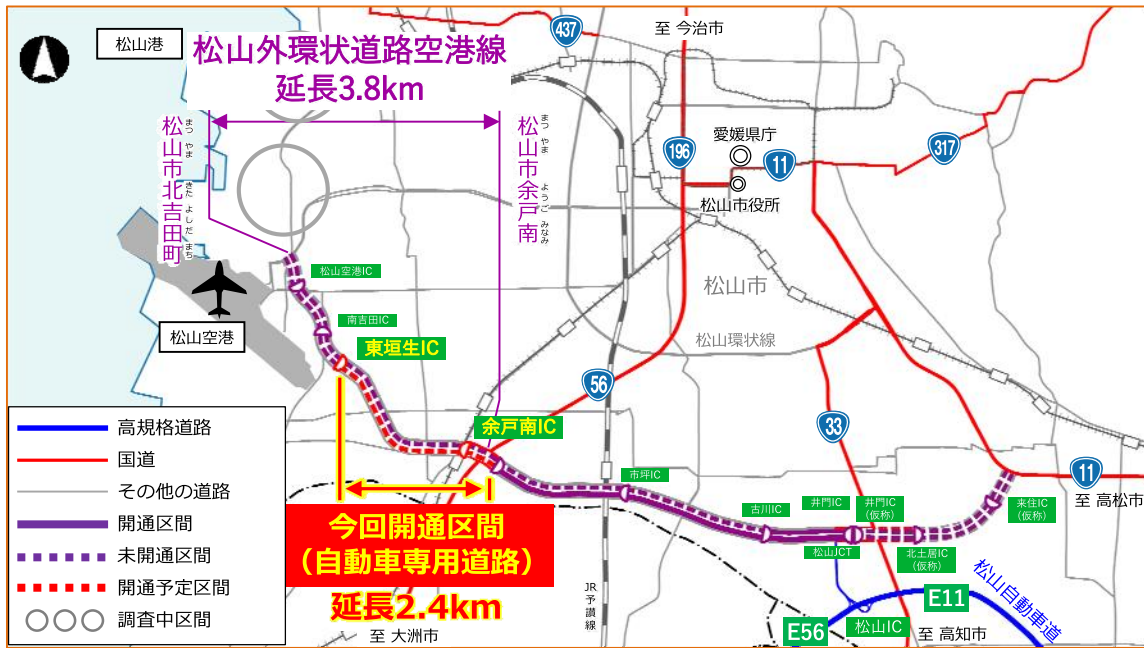 松山港
松山外環状道路空港線
延長3.8km
437
至 今治市
松山市北吉田町
まつ やま し きた よしだ まち
松山市余戸南
まつ やま し ようご みなみ
196
愛媛県庁
11
317
松山市役所
松山空港IC
松山市
松山空港
南吉田IC
東垣生IC
松山環状線
56
33
余戸南IC
高規格道路
国道
その他の道路
開通区間
未開通区間
開通予定区間
調査中区間
今回開通区間
（自動車専用道路）
延長2.4km
市坪IC
古川IC
井門IC
井門IC
（仮称）
松山JCT
北土居IC
（仮称）
来住IC
（仮称）
11
至 高松市
JR予讃線
至 大洲市
E56
松山IC
E11
松山自動車道
至 高知市